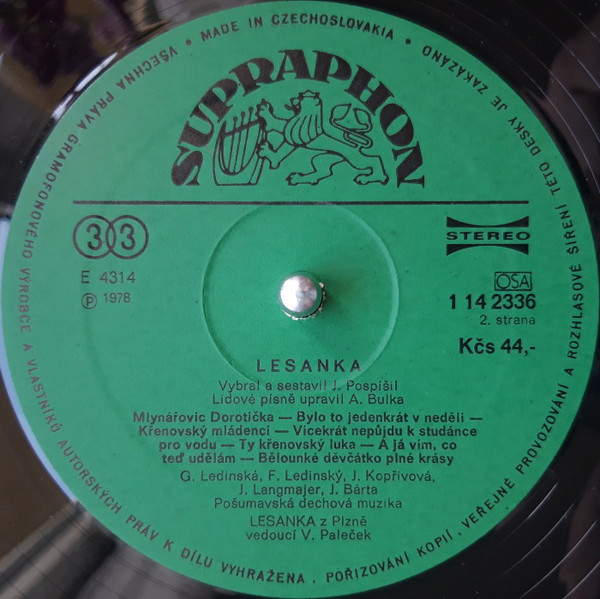 VŠECHNA PRÁVA GRAMOFONOVÉHO VÝROBCE A VLASTNÍKŮ AUTORSKÝCH PRÁV K DÍLU VYHRAŽENA . POŘIZOVÁNÍ KOPIÍ , VEŘEJNÉ PROVOZOVÁNÍ A ROZHLASOVÉ ŠÍŘENÍ TÉTO DESKY JE ZAKÁZÁNO
• MADE IN CZECHOSLOVAKIA •
SUPRAPHON
33
STEREO
E 4314
Ⓟ 1978
OSA
1 14 2336
2. strana
Kčs 44,-
LESANKA
Vybral a sestavil J. Pospíšil
Lidové písně upravil A. Bulka
Mlynářovic Dorotička — Bylo to jedenkrát v neděli —
Křenovský mládenci — Vícekrát nepůjdu k studánce
pro vodu — Ty křenovský luka — A já vím, co
teď udělám — Bělounké děvčátko plné krásy
G. Ledinská, F. Ledinský, J. Kopřivová,
J. Langmajer, J. Bárta
Pošumavská dechová muzika
LESANKA z Plzně
vedoucí V. Paleček